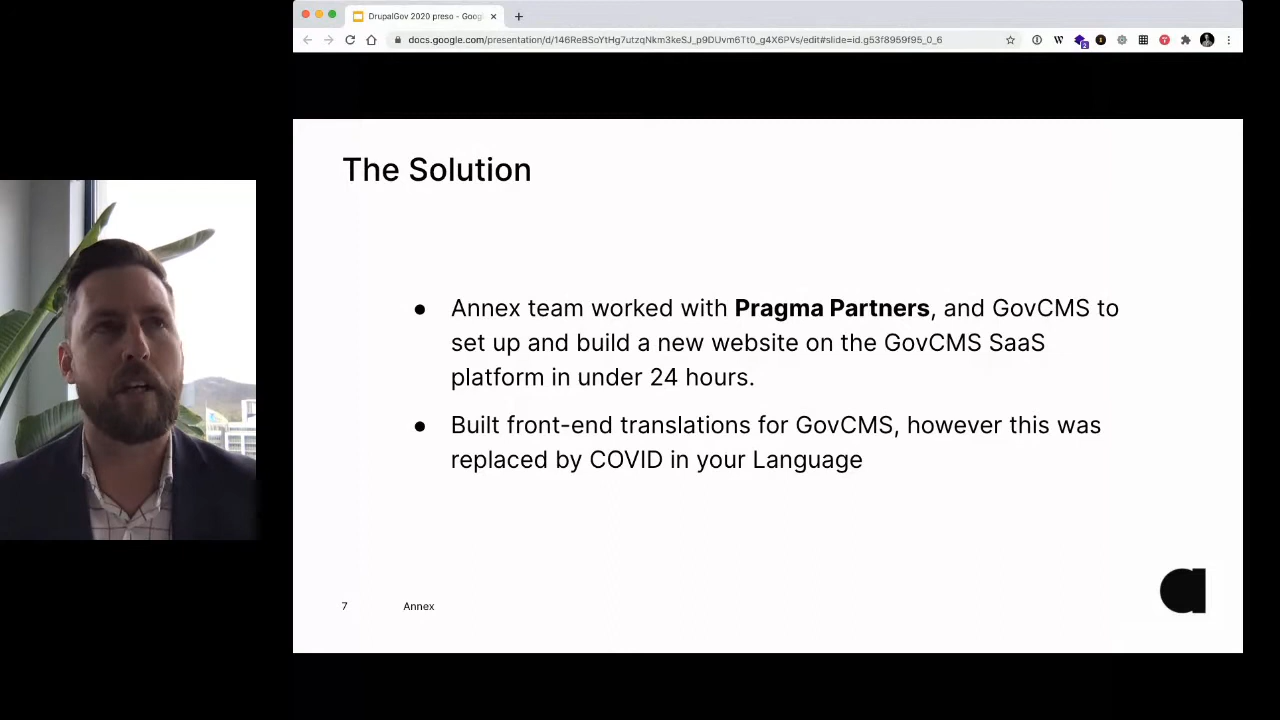 DrupalGov 2020 preso - Goog
docs.google.com/presentation/d/146ReBSoYtHg7utzqNkm3keSJ_p9DUvm6Tt0_g4X6PVs/edit#slide=id.g53f8959f95_0_6
The Solution
● Annex team worked with Pragma Partners, and GovCMS to
set up and build a new website on the GovCMS SaaS
platform in under 24 hours.
● Built front-end translations for GovCMS, however this was
replaced by COVID in your Language
7 Annex